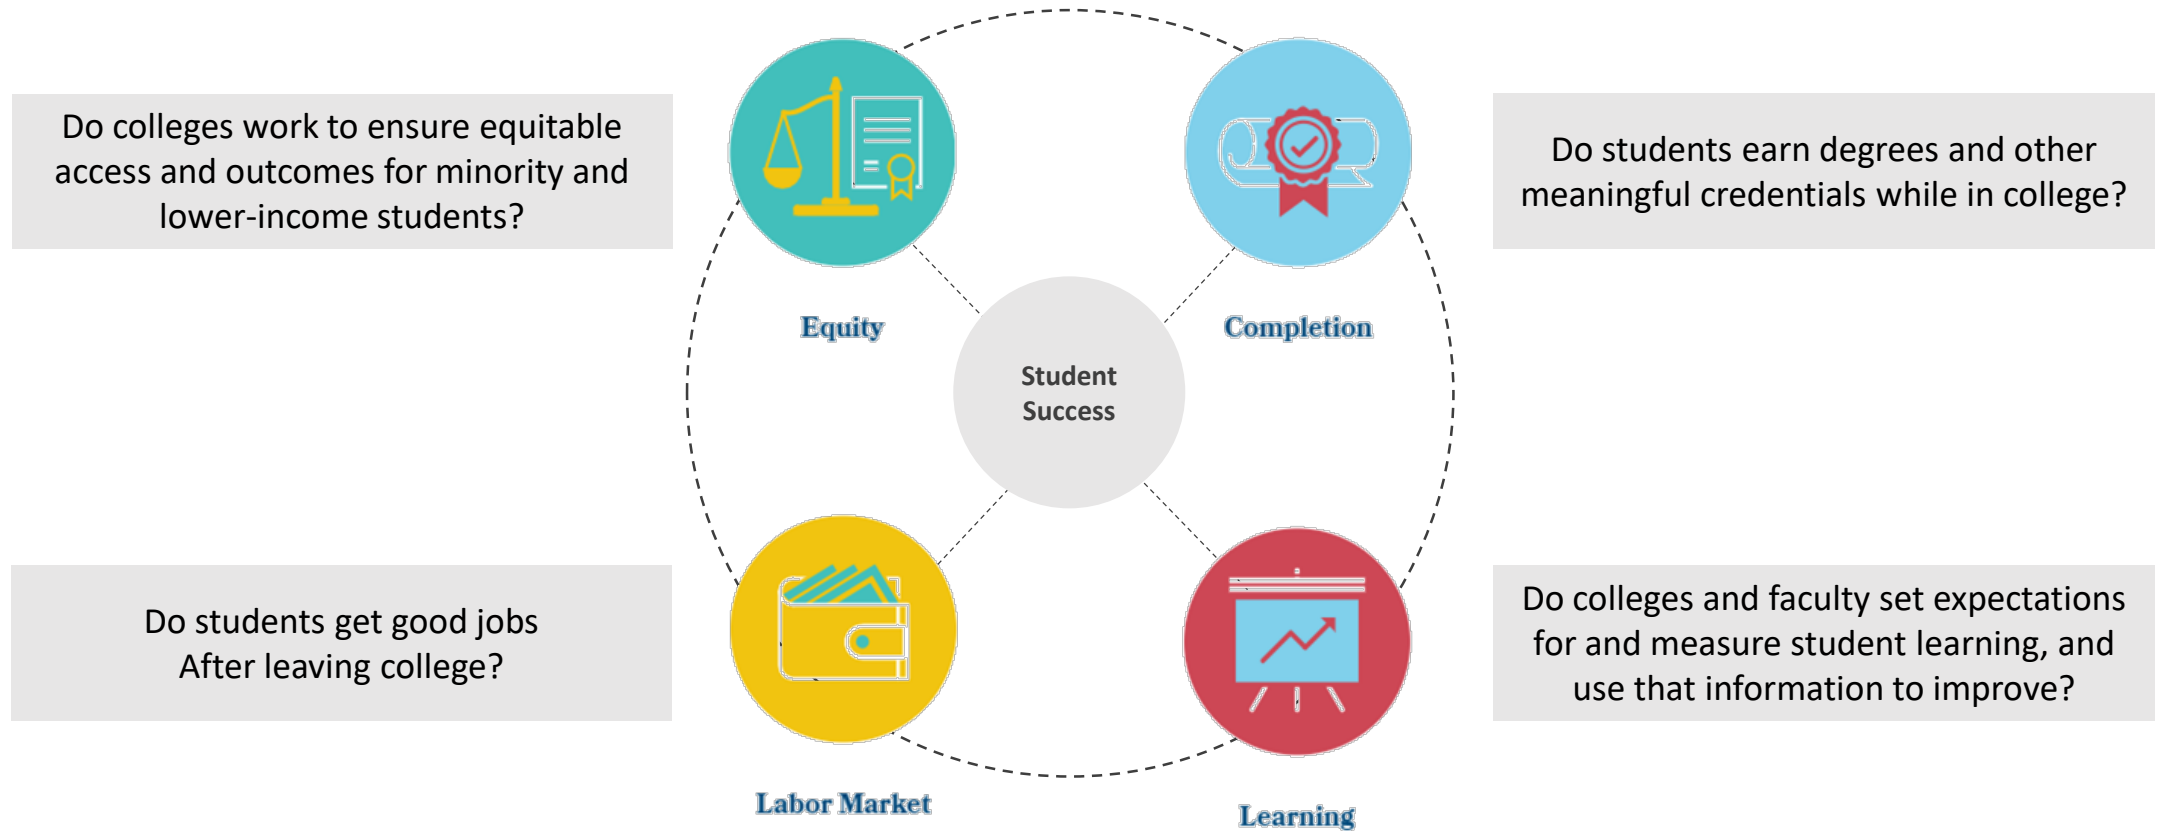 Do colleges work to ensure equitable
access and outcomes for minority and
lower-income students?
Equity
Do students earn degrees and other
meaningful credentials while in college?
Completion
Student
Success
Do students get good jobs
After leaving college?
Labor Market
Do colleges and faculty set expectations
for and measure student learning, and
use that information to improve?
Learning